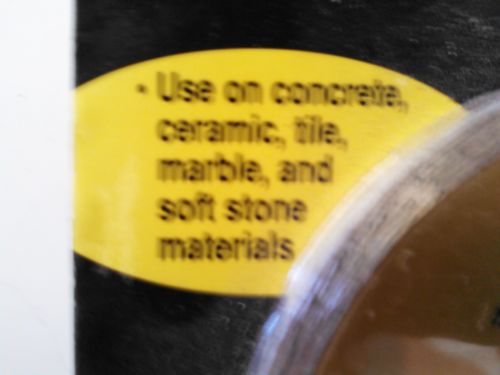 • Use on concrete,
ceramic, tile,
marble, and
soft stone
materials